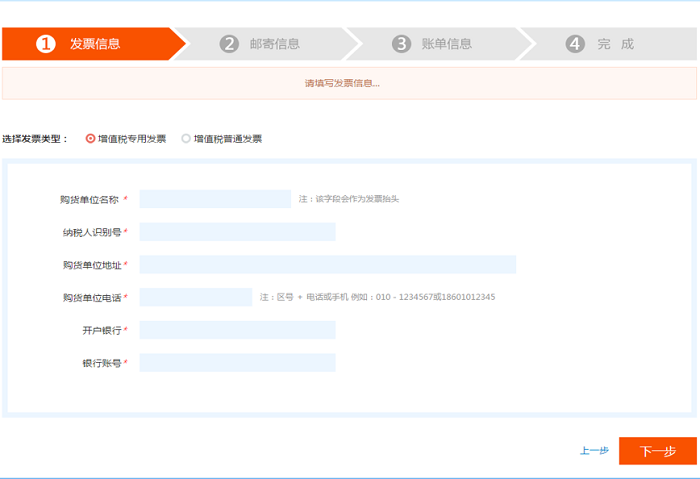 1 发票信息 2 邮寄信息 3 账单信息 4 完 成
请填写发票信息...
选择发票类型： 增值税专用发票 增值税普通发票
购货单位名称 * 注：该字段会作为发票抬头
纳税人识别号 *
购货单位地址 *
购货单位电话 * 注：区号 + 电话或手机 例如：010 - 1234567或18601012345
开户银行 *
银行账号 *
上一步 下一步